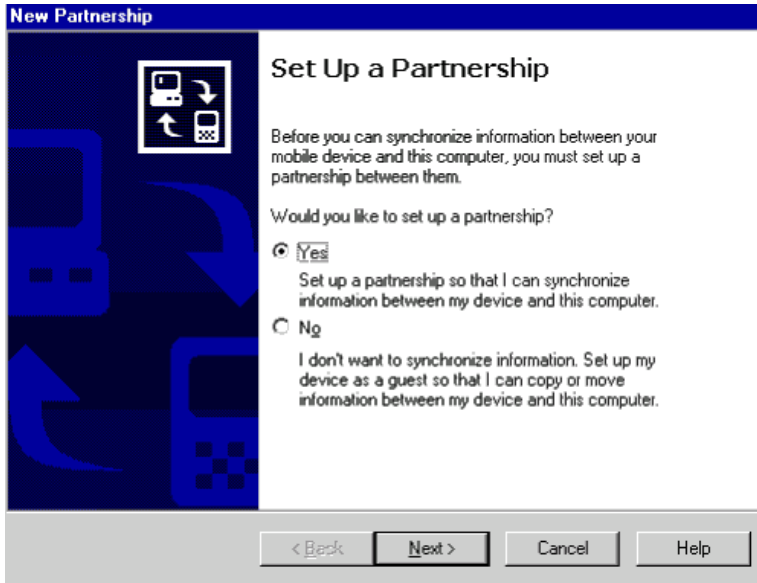 New Partnership
Set Up a Partnership
Before you can synchronize information between your
mobile device and this computer, you must set up a
partnership between them.
Would you like to set up a partnership?
Yes
Set up a partnership so that I can synchronize
information between my device and this computer.
No
I don't want to synchronize information. Set up my
device as a guest so that I can copy or move
information between my device and this computer.
< Back Next > Cancel Help